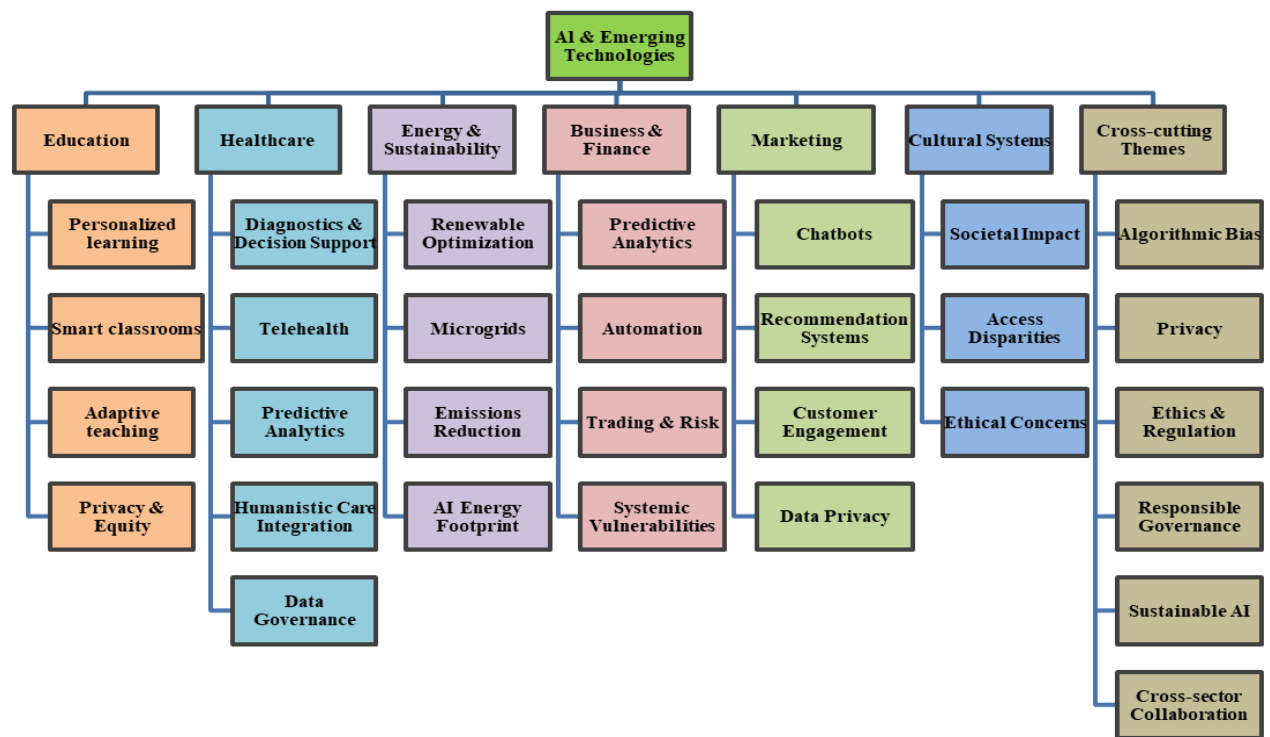 AI & Emerging
Technologies
Education
Healthcare
Energy &
Sustainability
Business &
Finance
Marketing
Cultural Systems
Cross-cutting
Themes
Personalized
learning
Smart classrooms
Adaptive
teaching
Privacy &
Equity
Diagnostics &
Decision Support
Telehealth
Predictive
Analytics
Humanistic Care
Integration
Data
Governance
Renewable
Optimization
Microgrids
Emissions
Reduction
AI Energy
Footprint
Predictive
Analytics
Automation
Trading & Risk
Systemic
Vulnerabilities
Chatbots
Recommendation
Systems
Customer
Engagement
Data Privacy
Societal Impact
Access
Disparities
Ethical Concerns
Algorithmic Bias
Privacy
Ethics &
Regulation
Responsible
Governance
Sustainable AI
Cross-sector
Collaboration